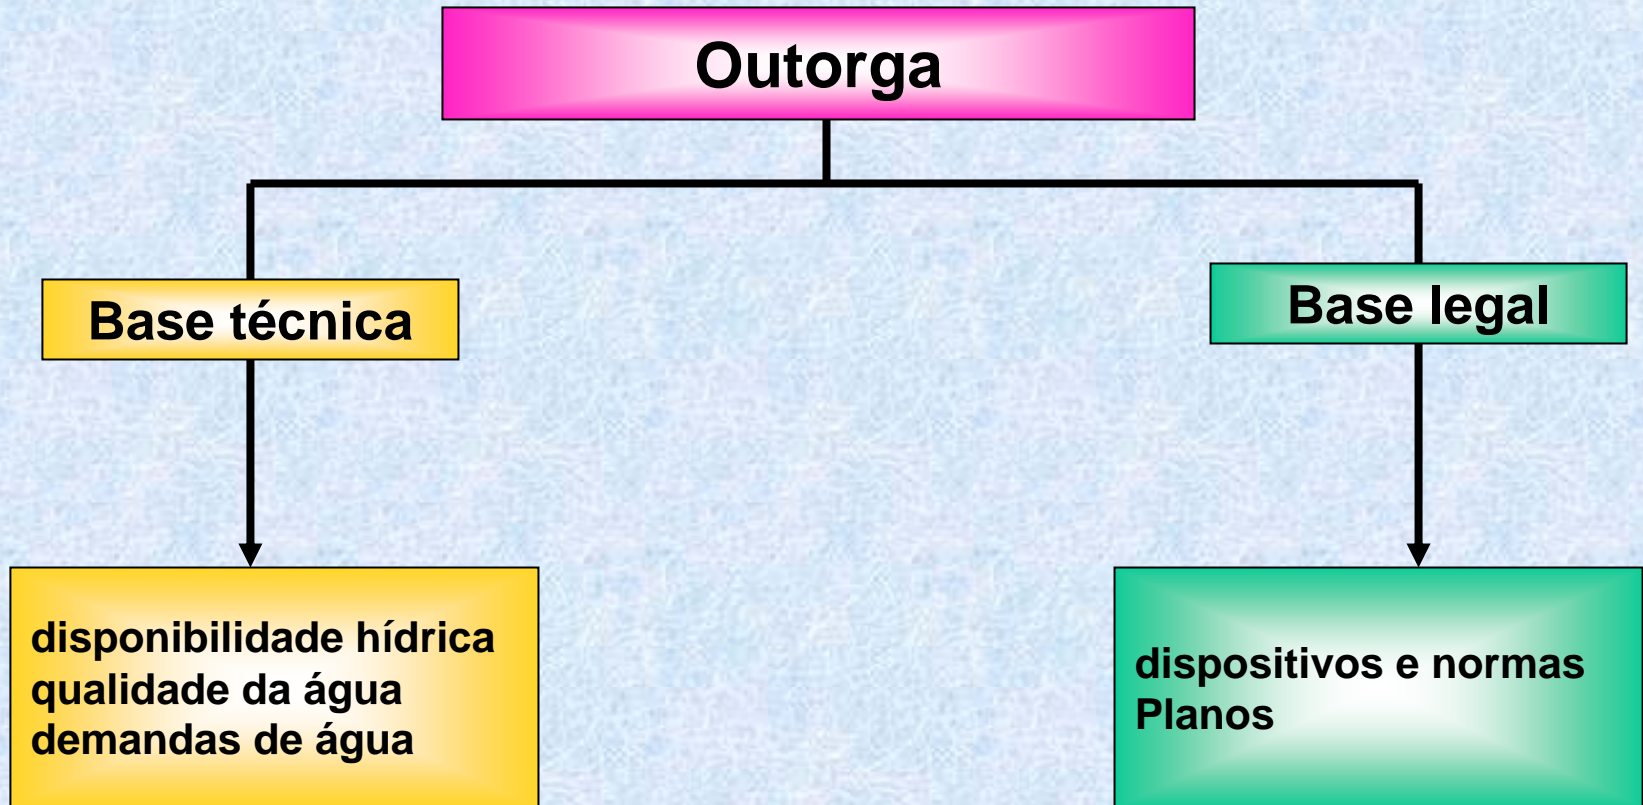 Outorga
Base técnica
Base legal
disponibilidade hídrica
qualidade da água
demandas de água
dispositivos e normas
Planos